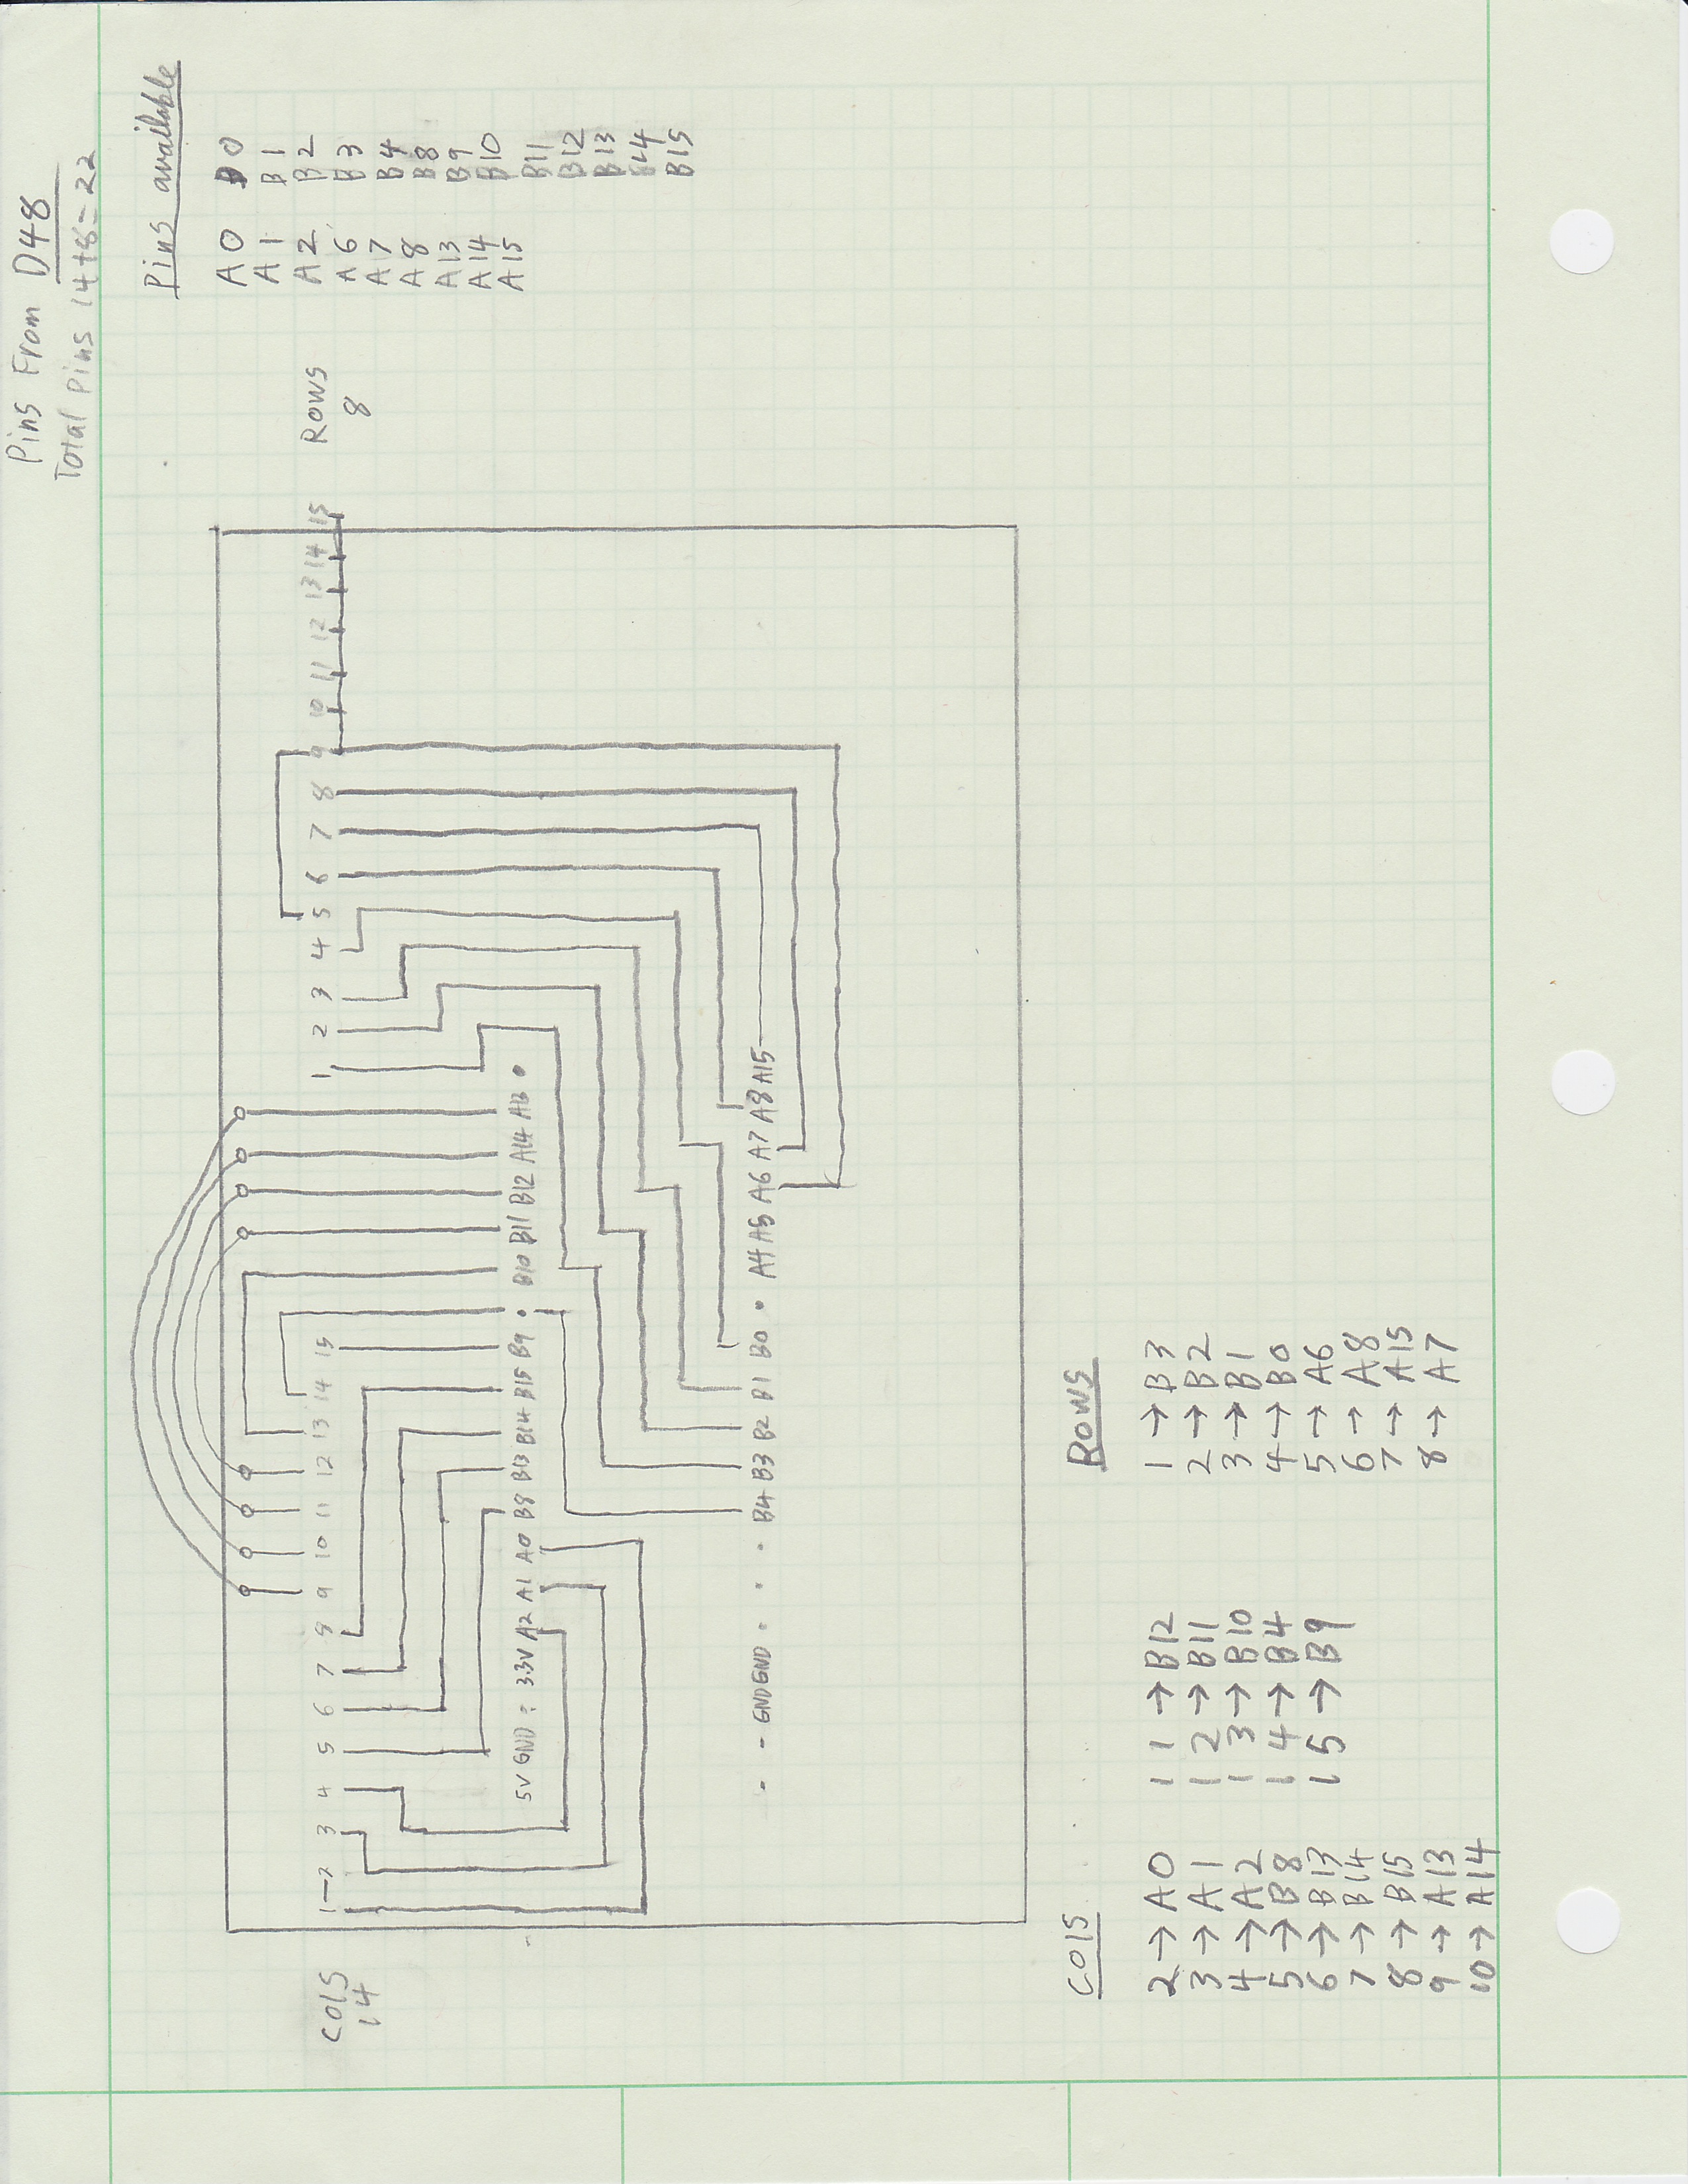 Pins From D48
Total Pins 14+8=22
Pins available
A0 B0
A1 B1
A2 B2
A6 B3
A7 B4
A8 B8
A13 B9
A14 B10
A15 B11
B12
B13
B14
B15
Cols
14
Rows
8
1 2 3 4 5 6 7 8 9 10 11 12 13 14 15
1 2 3 4 5 6 7 8 9 10 11 12 13 14 15
5V GND 3.3V A2 A1 A0 B8 B13 B14 B15 B9 B10 B11 B12 A14 A13
GND GND B4 B3 B2 B1 B0 A4 A5 A6 A7 A8 A15
Cols
2 → A0
3 → A1
4 → A2
5 → B8
6 → B13
7 → B14
8 → B15
9 → A13
10 → A14
11 → B12
12 → B11
13 → B10
14 → B4
15 → B9
Rows
1 → B3
2 → B2
3 → B1
4 → B0
5 → A6
6 → A8
7 → A15
8 → A7